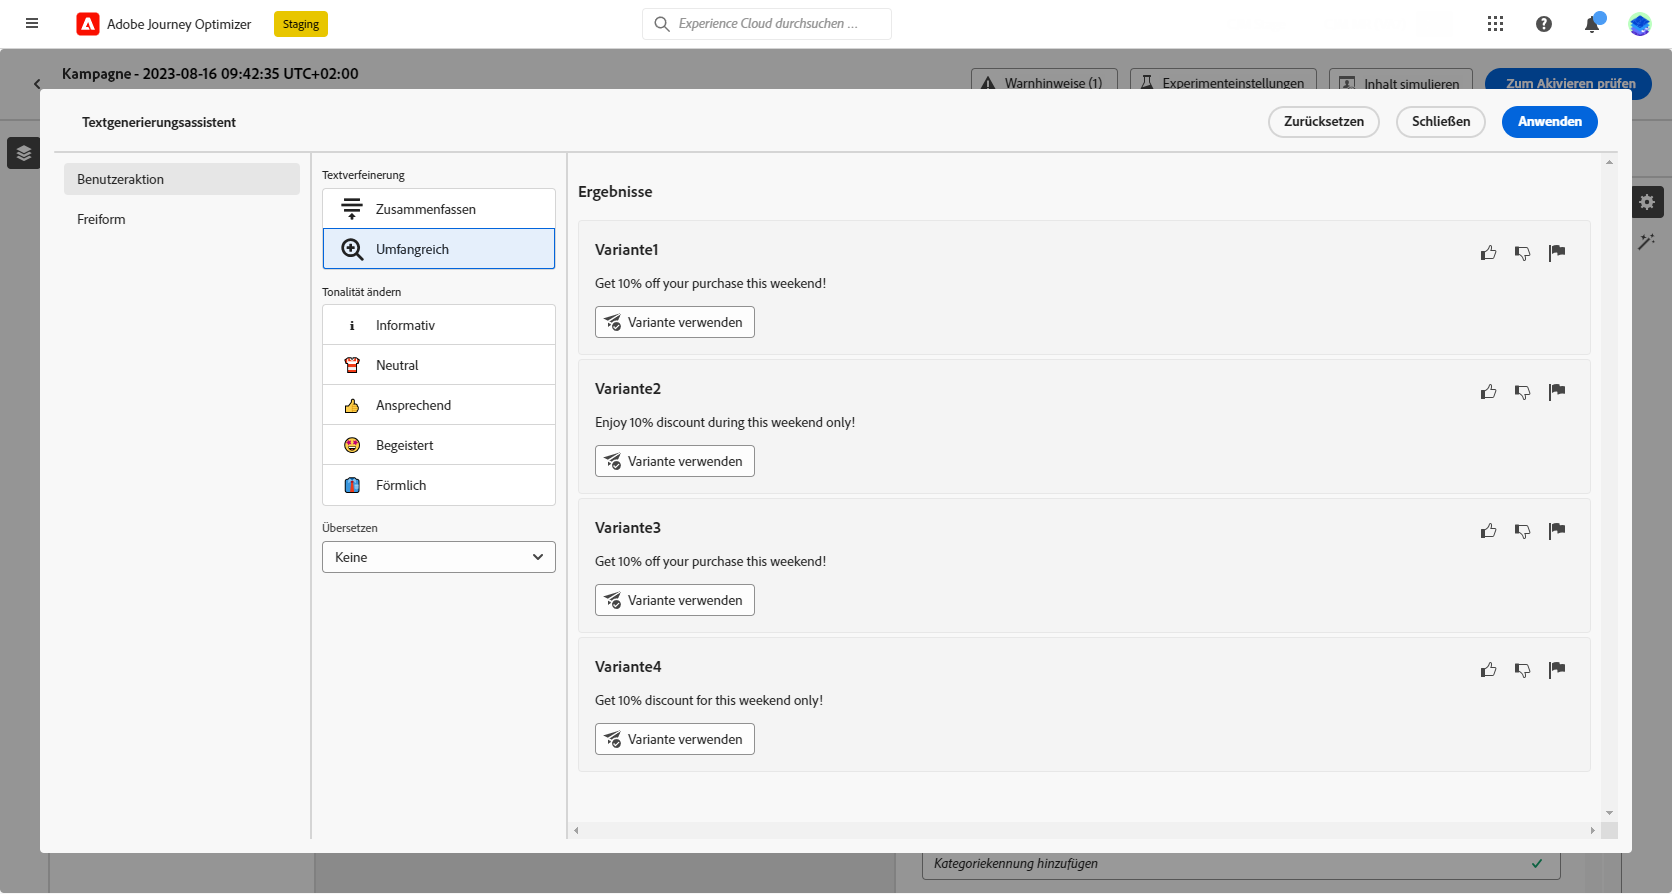 Adobe Journey Optimizer
Staging
Experience Cloud durchsuchen ...
Kampagne - 2023-08-16 09:42:35 UTC+02:00
Warnhinweise (1)
Experimenteinstellungen
Inhalt simulieren
Zum Akivieren prüfen
Textgenerierungsassistent
Zurücksetzen
Schließen
Anwenden
Benutzeraktion
Freiform
Textverfeinerung
Zusammenfassen
Umfangreich
Tonalität ändern
Informativ
Neutral
Ansprechend
Begeistert
Förmlich
Übersetzen
Keine
Ergebnisse
Variante1
Get 10% off your purchase this weekend!
Variante verwenden
Variante2
Enjoy 10% discount during this weekend only!
Variante verwenden
Variante3
Get 10% off your purchase this weekend!
Variante verwenden
Variante4
Get 10% discount for this weekend only!
Variante verwenden
Kategoriekennung hinzufügen